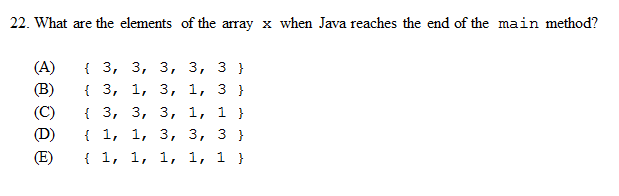 22. What are the elements of the array x when Java reaches the end of the main method?
(A) { 3, 3, 3, 3, 3 }
(B) { 3, 1, 3, 1, 3 }
(C) { 3, 3, 3, 1, 1 }
(D) { 1, 1, 3, 3, 3 }
(E) { 1, 1, 1, 1, 1 }